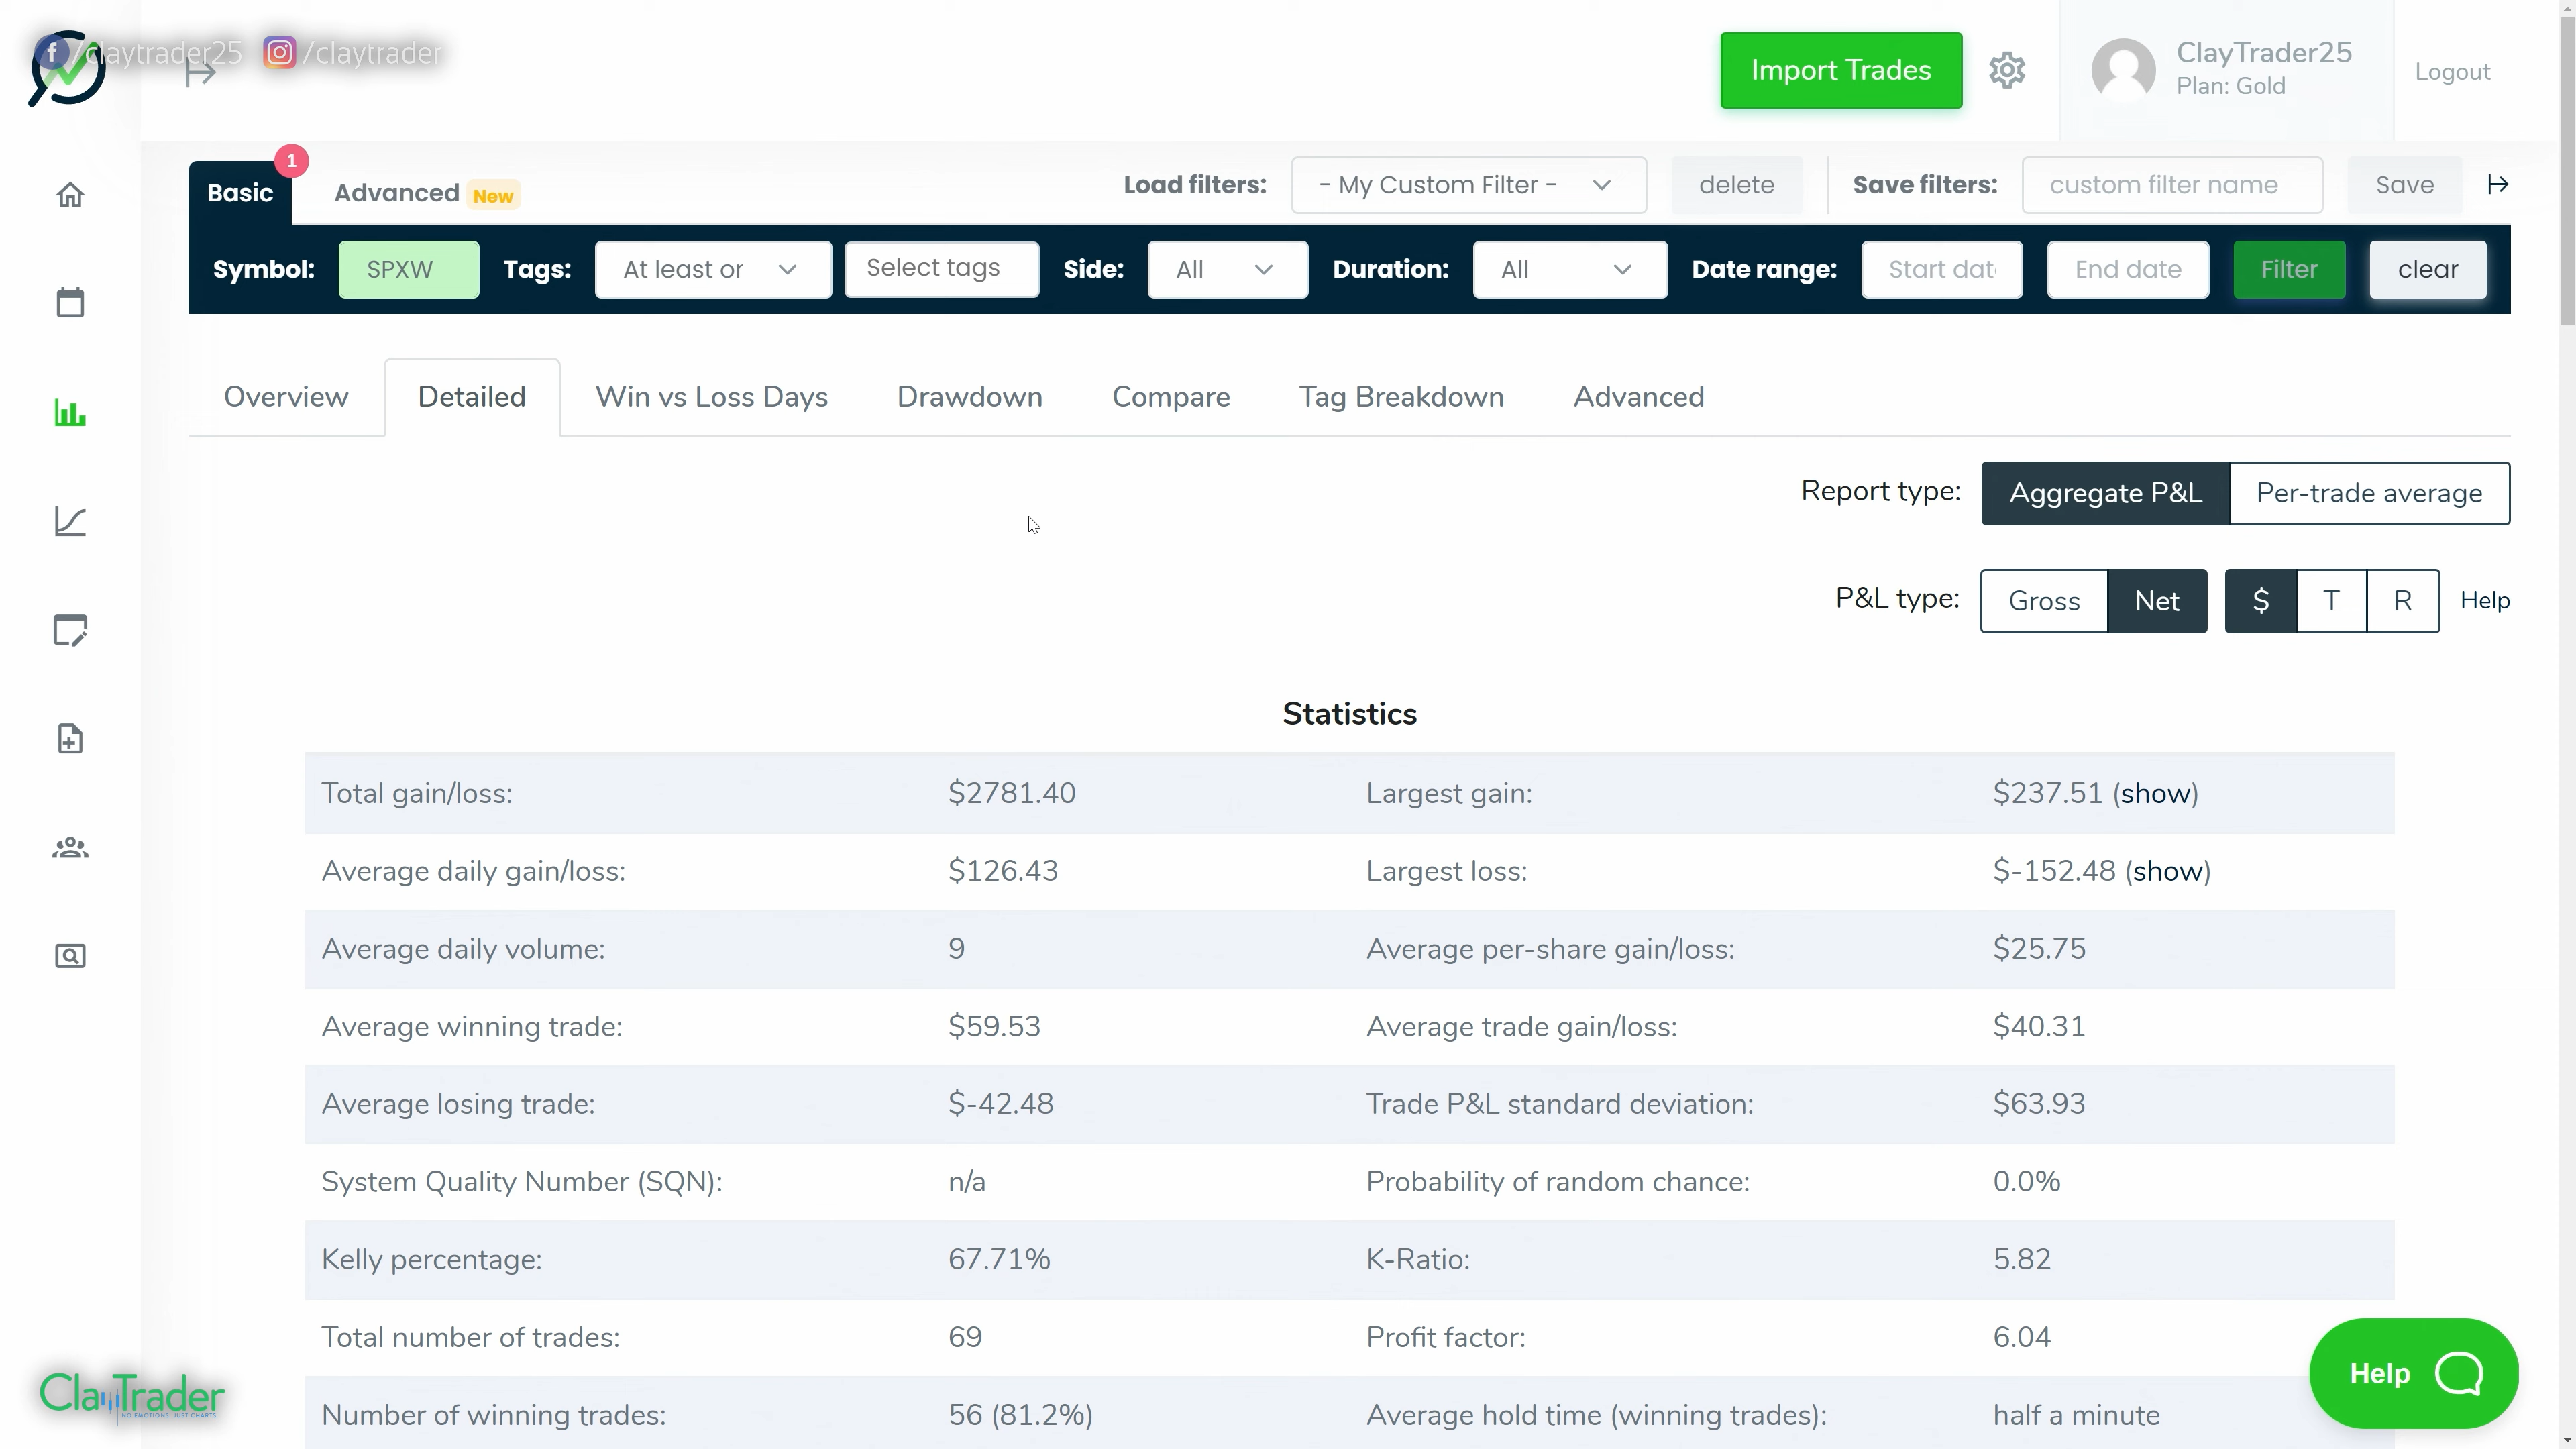 /claytrader25 /claytrader
Import Trades
ClayTrader25
Plan: Gold
Logout
1
Basic Advanced New Load filters: - My Custom Filter - delete Save filters: custom filter name Save
Symbol: SPXW Tags: At least or Select tags Side: All Duration: All Date range: Start dat End date Filter clear
Overview Detailed Win vs Loss Days Drawdown Compare Tag Breakdown Advanced
Report type: Aggregate P&L Per-trade average
P&L type: Gross Net $ T R Help
Statistics
Total gain/loss: $2781.40 Largest gain: $237.51 (show)
Average daily gain/loss: $126.43 Largest loss: $-152.48 (show)
Average daily volume: 9 Average per-share gain/loss: $25.75
Average winning trade: $59.53 Average trade gain/loss: $40.31
Average losing trade: $-42.48 Trade P&L standard deviation: $63.93
System Quality Number (SQN): n/a Probability of random chance: 0.0%
Kelly percentage: 67.71% K-Ratio: 5.82
Total number of trades: 69 Profit factor: 6.04
Number of winning trades: 56 (81.2%) Average hold time (winning trades): half a minute
Help
ClayTrader
NO EMOTIONS. JUST CHARTS.